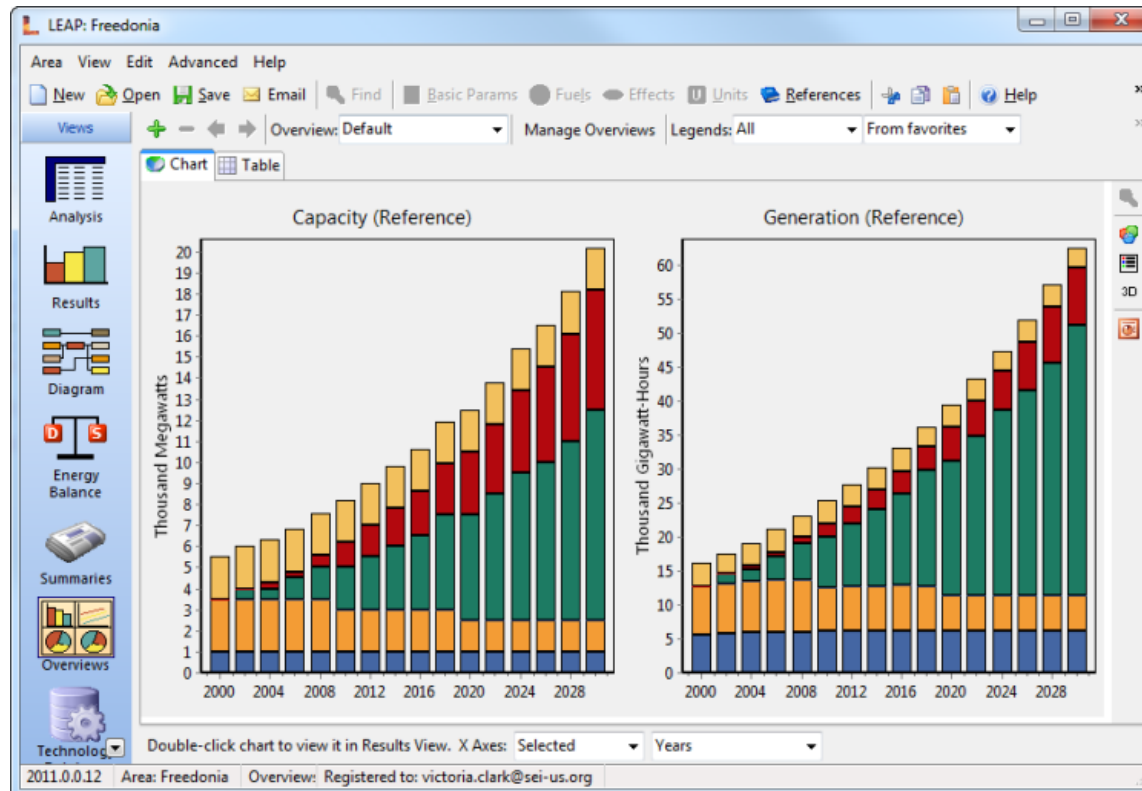 LEAP: Freedonia
Area View Edit Advanced Help
New Open Save Email Find Basic Params Fuels Effects Units References Help
Views
Overview: Default Manage Overviews Legends: All From favorites
Chart Table
Analysis
Results
Diagram
Energy
Balance
Summaries
Overviews
Technology
Capacity (Reference)
Thousand Megawatts
20
19
18
17
16
15
14
13
12
11
10
9
8
7
6
5
4
3
2
1
0
2000 2004 2008 2012 2016 2020 2024 2028
Generation (Reference)
Thousand Gigawatt-Hours
60
55
50
45
40
35
30
25
20
15
10
5
0
2000 2004 2008 2012 2016 2020 2024 2028
3D
Double-click chart to view it in Results View. X Axes: Selected Years
2011.0.0.12 Area: Freedonia Overview: Registered to: victoria.clark@sei-us.org